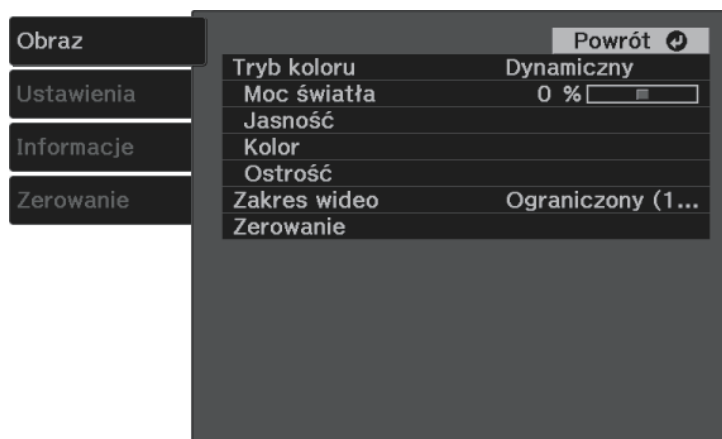 Obraz
Ustawienia
Informacje
Zerowanie
Powrót
Tryb koloru Dynamiczny
Moc światła 0 %
Jasność
Kolor
Ostrość
Zakres wideo Ograniczony (1...
Zerowanie